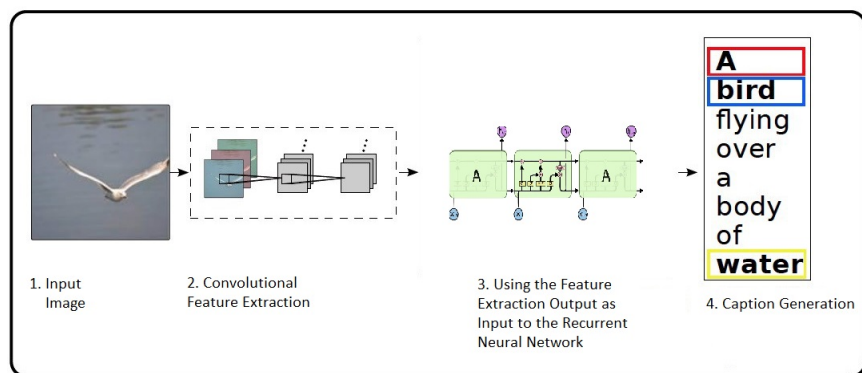 A
bird
flying
over
a
body
of
water
A
A
1. Input
Image
2. Convolutional
Feature Extraction
3. Using the Feature
Extraction Output as
Input to the Recurrent
Neural Network
4. Caption Generation